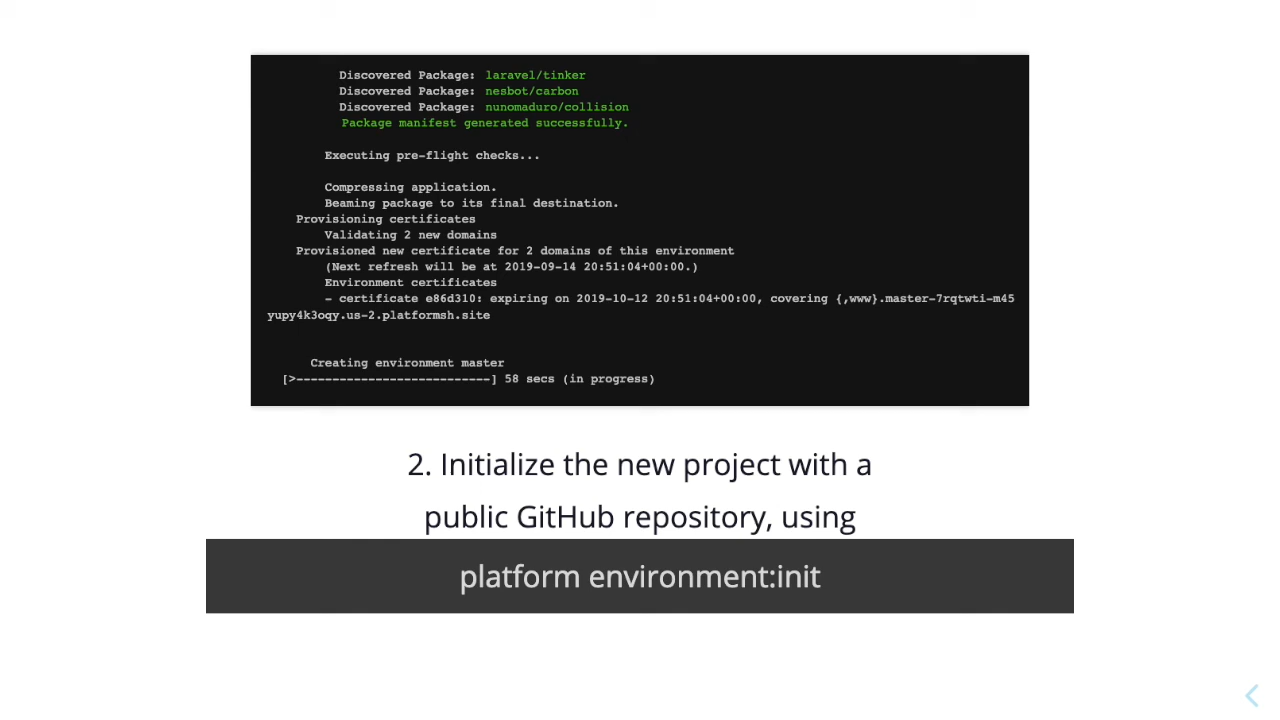 Discovered Package: laravel/tinker
Discovered Package: nesbot/carbon
Discovered Package: nunomaduro/collision
Package manifest generated successfully.
Executing pre-flight checks...
Compressing application.
Beaming package to its final destination.
Provisioning certificates
Validating 2 new domains
Provisioned new certificate for 2 domains of this environment
(Next refresh will be at 2019-09-14 20:51:04+00:00.)
Environment certificates
- certificate e86d310: expiring on 2019-10-12 20:51:04+00:00, covering {,www}.master-7rqtwti-m45
yupy4k3oqy.us-2.platformsh.site
Creating environment master
[>---------------------------] 58 secs (in progress)
2. Initialize the new project with a
public GitHub repository, using
platform environment:init